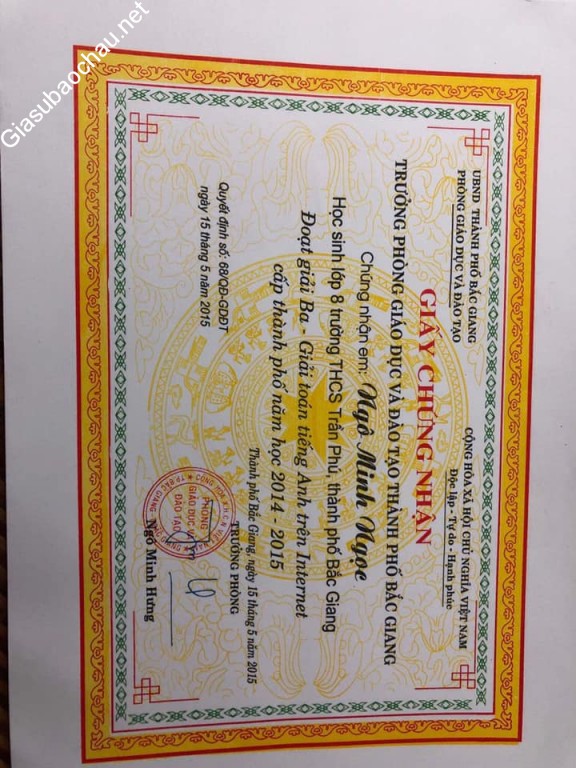 Giasubaochau.net
UBND THÀNH PHỐ BẮC GIANG
PHÒNG GIÁO DỤC VÀ ĐÀO TẠO
CỘNG HÒA XÃ HỘI CHỦ NGHĨA VIỆT NAM
Độc lập - Tự do - Hạnh phúc
GIẤY CHỨNG NHẬN
TRƯỞNG PHÒNG GIÁO DỤC VÀ ĐÀO TẠO THÀNH PHỐ BẮC GIANG
Chứng nhận em: Ngô Minh Ngọc
Học sinh lớp 8 trường THCS Trần Phú, thành phố Bắc Giang
Đoạt giải Ba - Giải toán tiếng Anh trên Internet
cấp thành phố năm học 2014 - 2015
Quyết định số: 68/QĐ-GDĐT
ngày 15 tháng 5 năm 2015
Thành phố Bắc Giang, ngày 15 tháng 5 năm 2015
TRƯỞNG PHÒNG
PHÒNG
GIÁO DỤC
ĐÀO TẠO
Ngô Minh Hưng